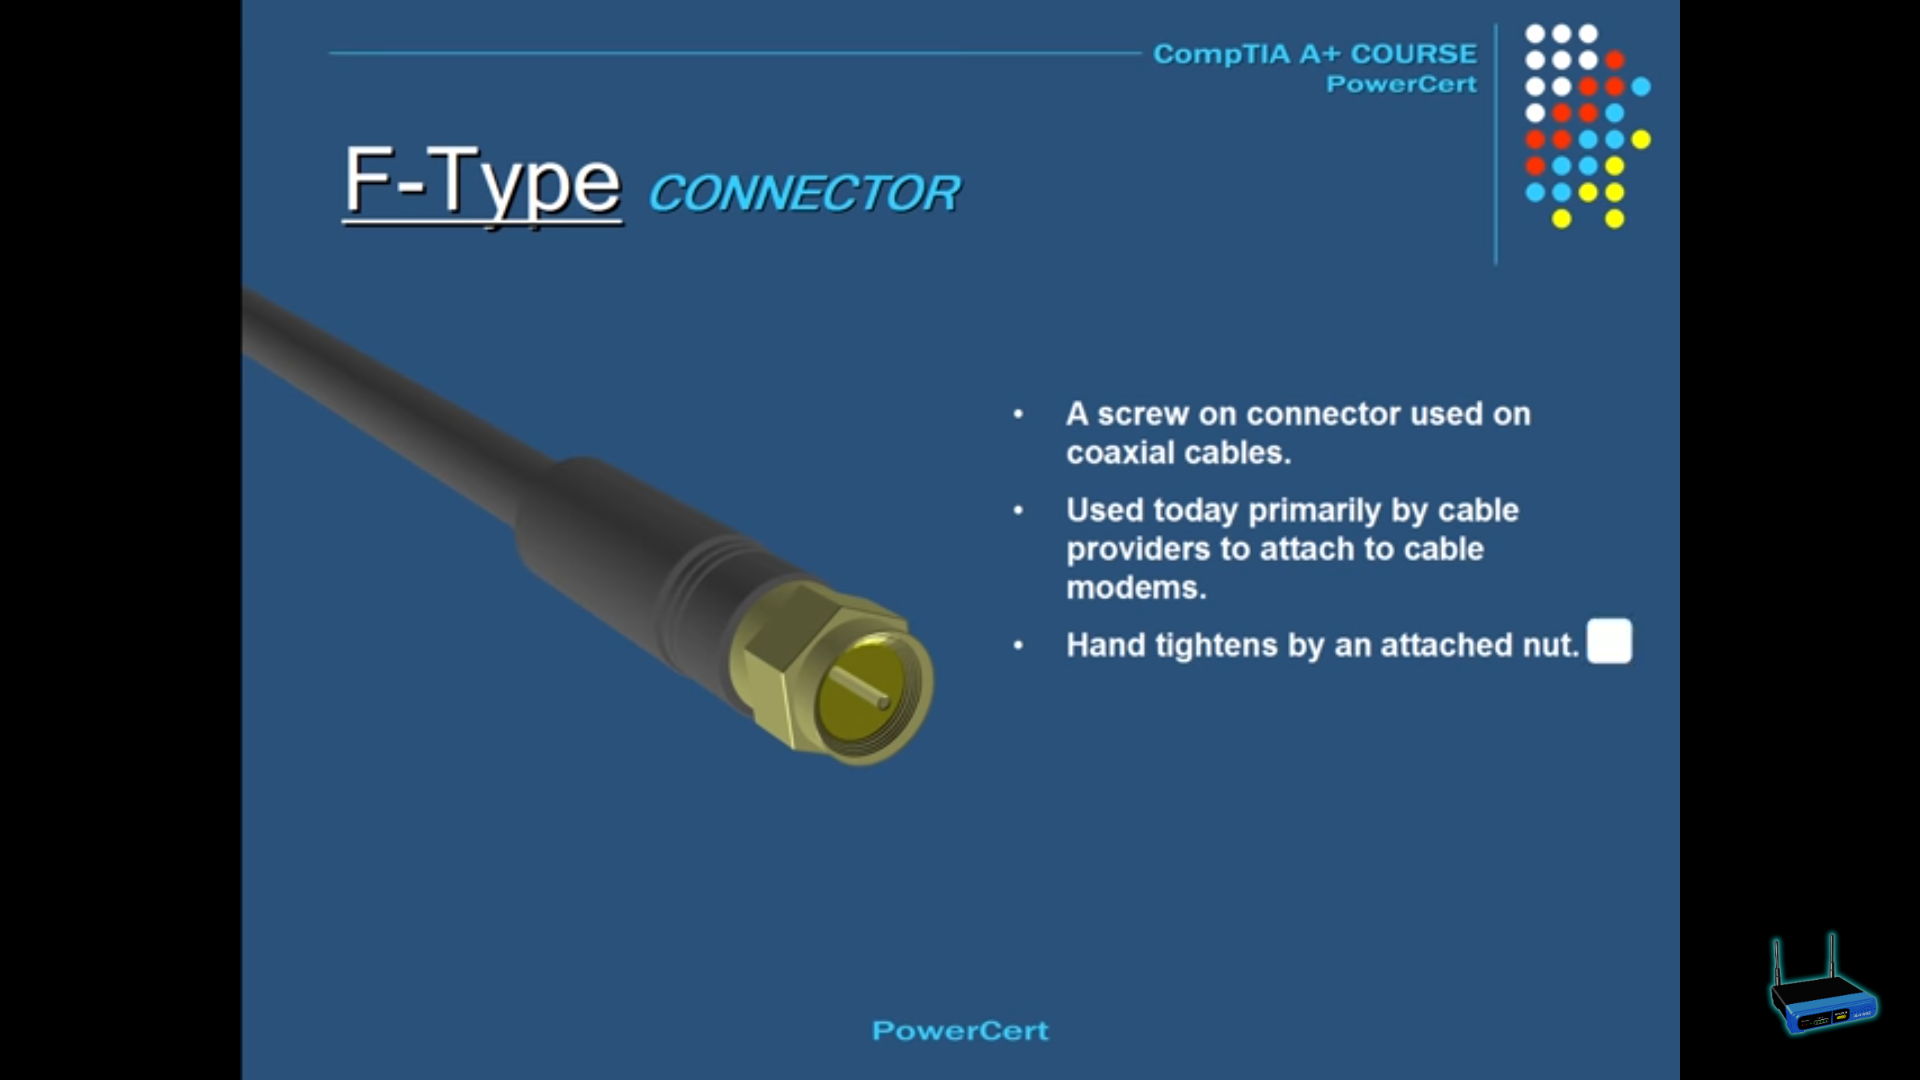 CompTIA A+ COURSE
PowerCert
F-Type CONNECTOR
• A screw on connector used on
coaxial cables.
• Used today primarily by cable
providers to attach to cable
modems.
• Hand tightens by an attached nut.
PowerCert